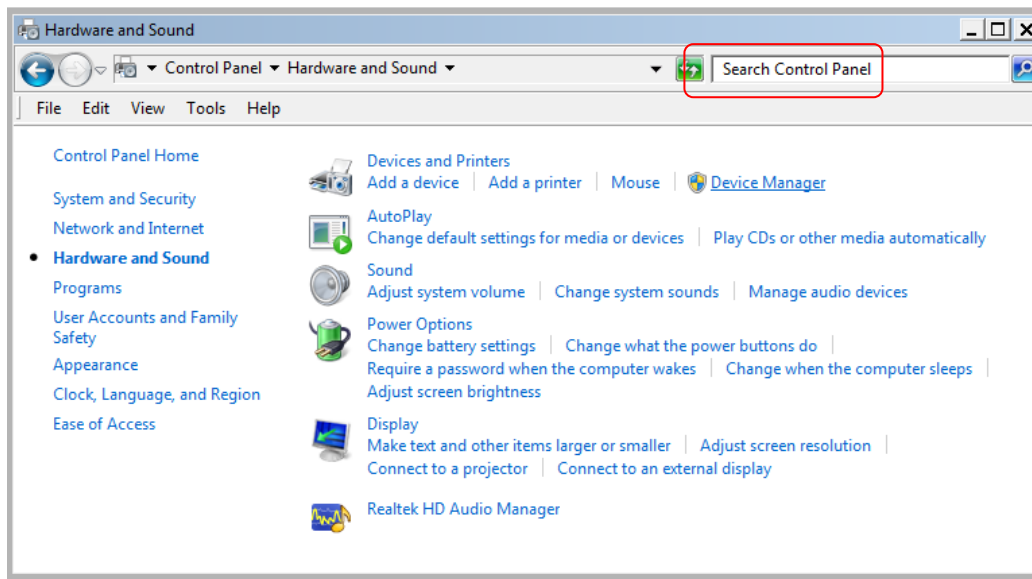 Hardware and Sound
Control Panel Hardware and Sound
Search Control Panel
File Edit View Tools Help
Control Panel Home
System and Security
Network and Internet
Hardware and Sound
Programs
User Accounts and Family
Safety
Appearance
Clock, Language, and Region
Ease of Access
Devices and Printers
Add a device | Add a printer | Mouse | Device Manager
AutoPlay
Change default settings for media or devices | Play CDs or other media automatically
Sound
Adjust system volume | Change system sounds | Manage audio devices
Power Options
Change battery settings | Change what the power buttons do |
Require a password when the computer wakes | Change when the computer sleeps |
Adjust screen brightness
Display
Make text and other items larger or smaller | Adjust screen resolution |
Connect to a projector | Connect to an external display
Realtek HD Audio Manager